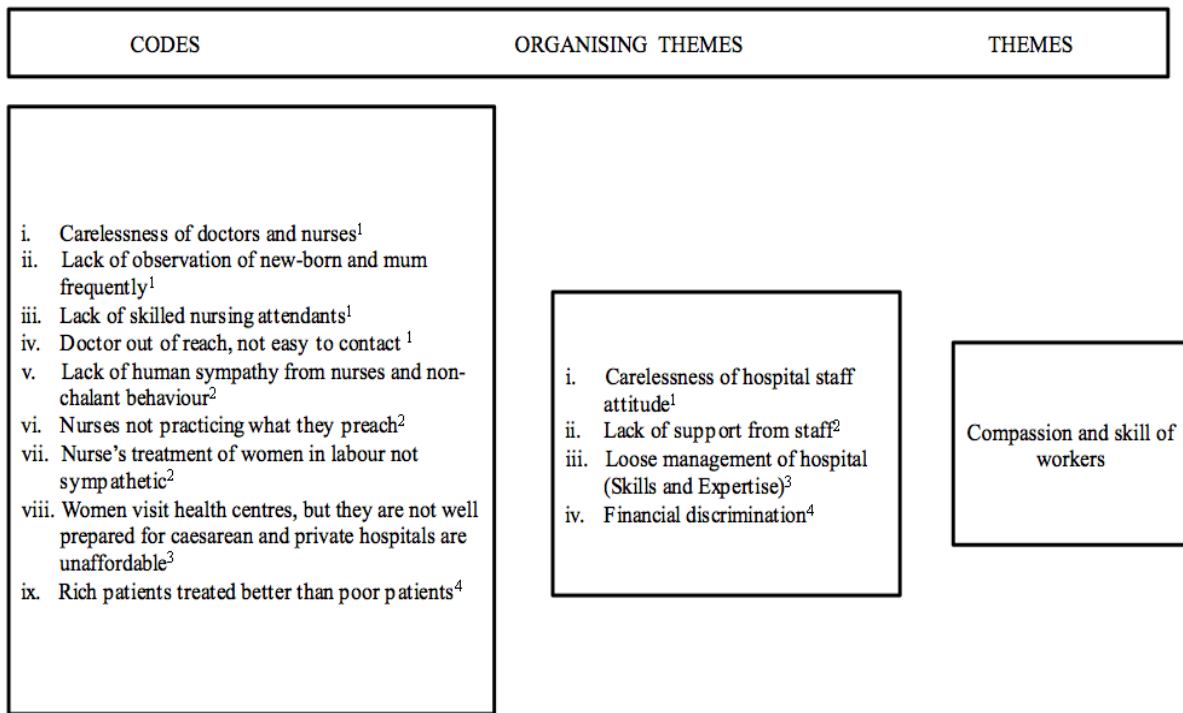 CODES ORGANISING THEMES THEMES
i. Carelessness of doctors and nurses¹
ii. Lack of observation of new-born and mum
frequently¹
iii. Lack of skilled nursing attendants¹
iv. Doctor out of reach, not easy to contact ¹
v. Lack of human sympathy from nurses and non-
chalant behaviour²
vi. Nurses not practicing what they preach²
vii. Nurse’s treatment of women in labour not
sympathetic²
viii. Women visit health centres, but they are not well
prepared for caesarean and private hospitals are
unaffordable³
ix. Rich patients treated better than poor patients⁴
i. Carelessness of hospital staff
attitude¹
ii. Lack of support from staff²
iii. Loose management of hospital
(Skills and Expertise)³
iv. Financial discrimination⁴
Compassion and skill of
workers